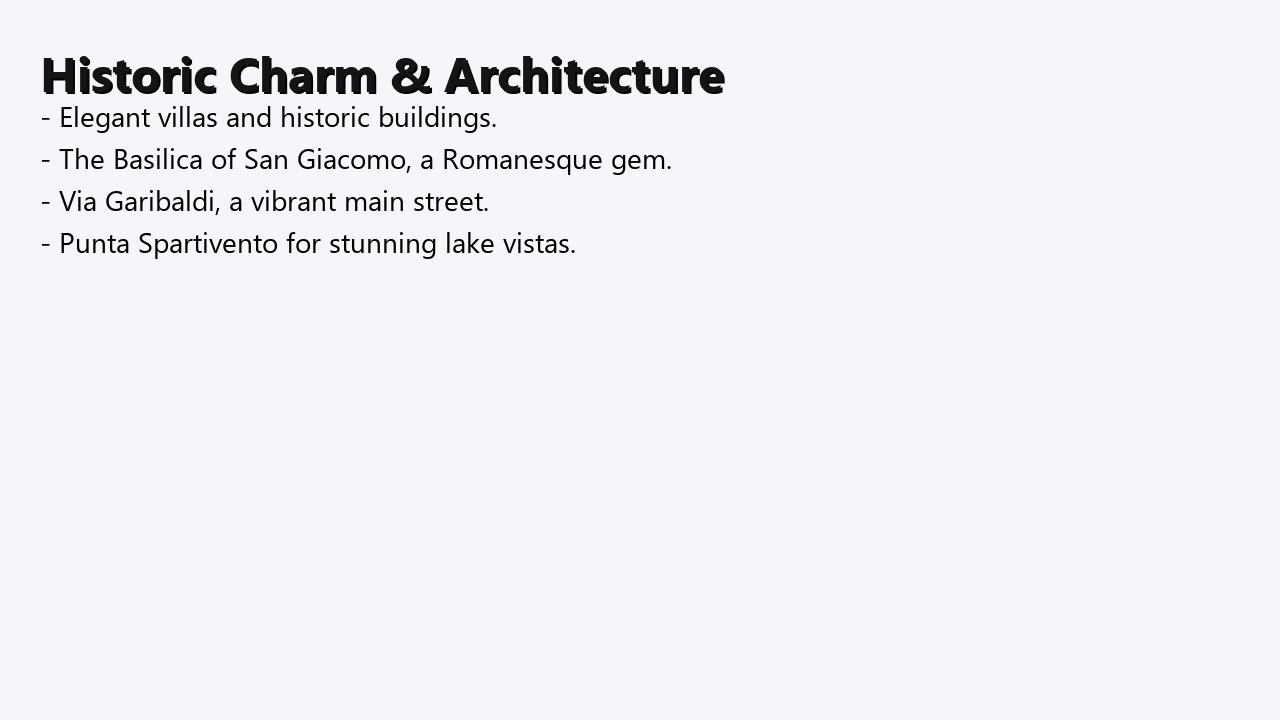 Historic Charm & Architecture
- Elegant villas and historic buildings.
- The Basilica of San Giacomo, a Romanesque gem.
- Via Garibaldi, a vibrant main street.
- Punta Spartivento for stunning lake vistas.